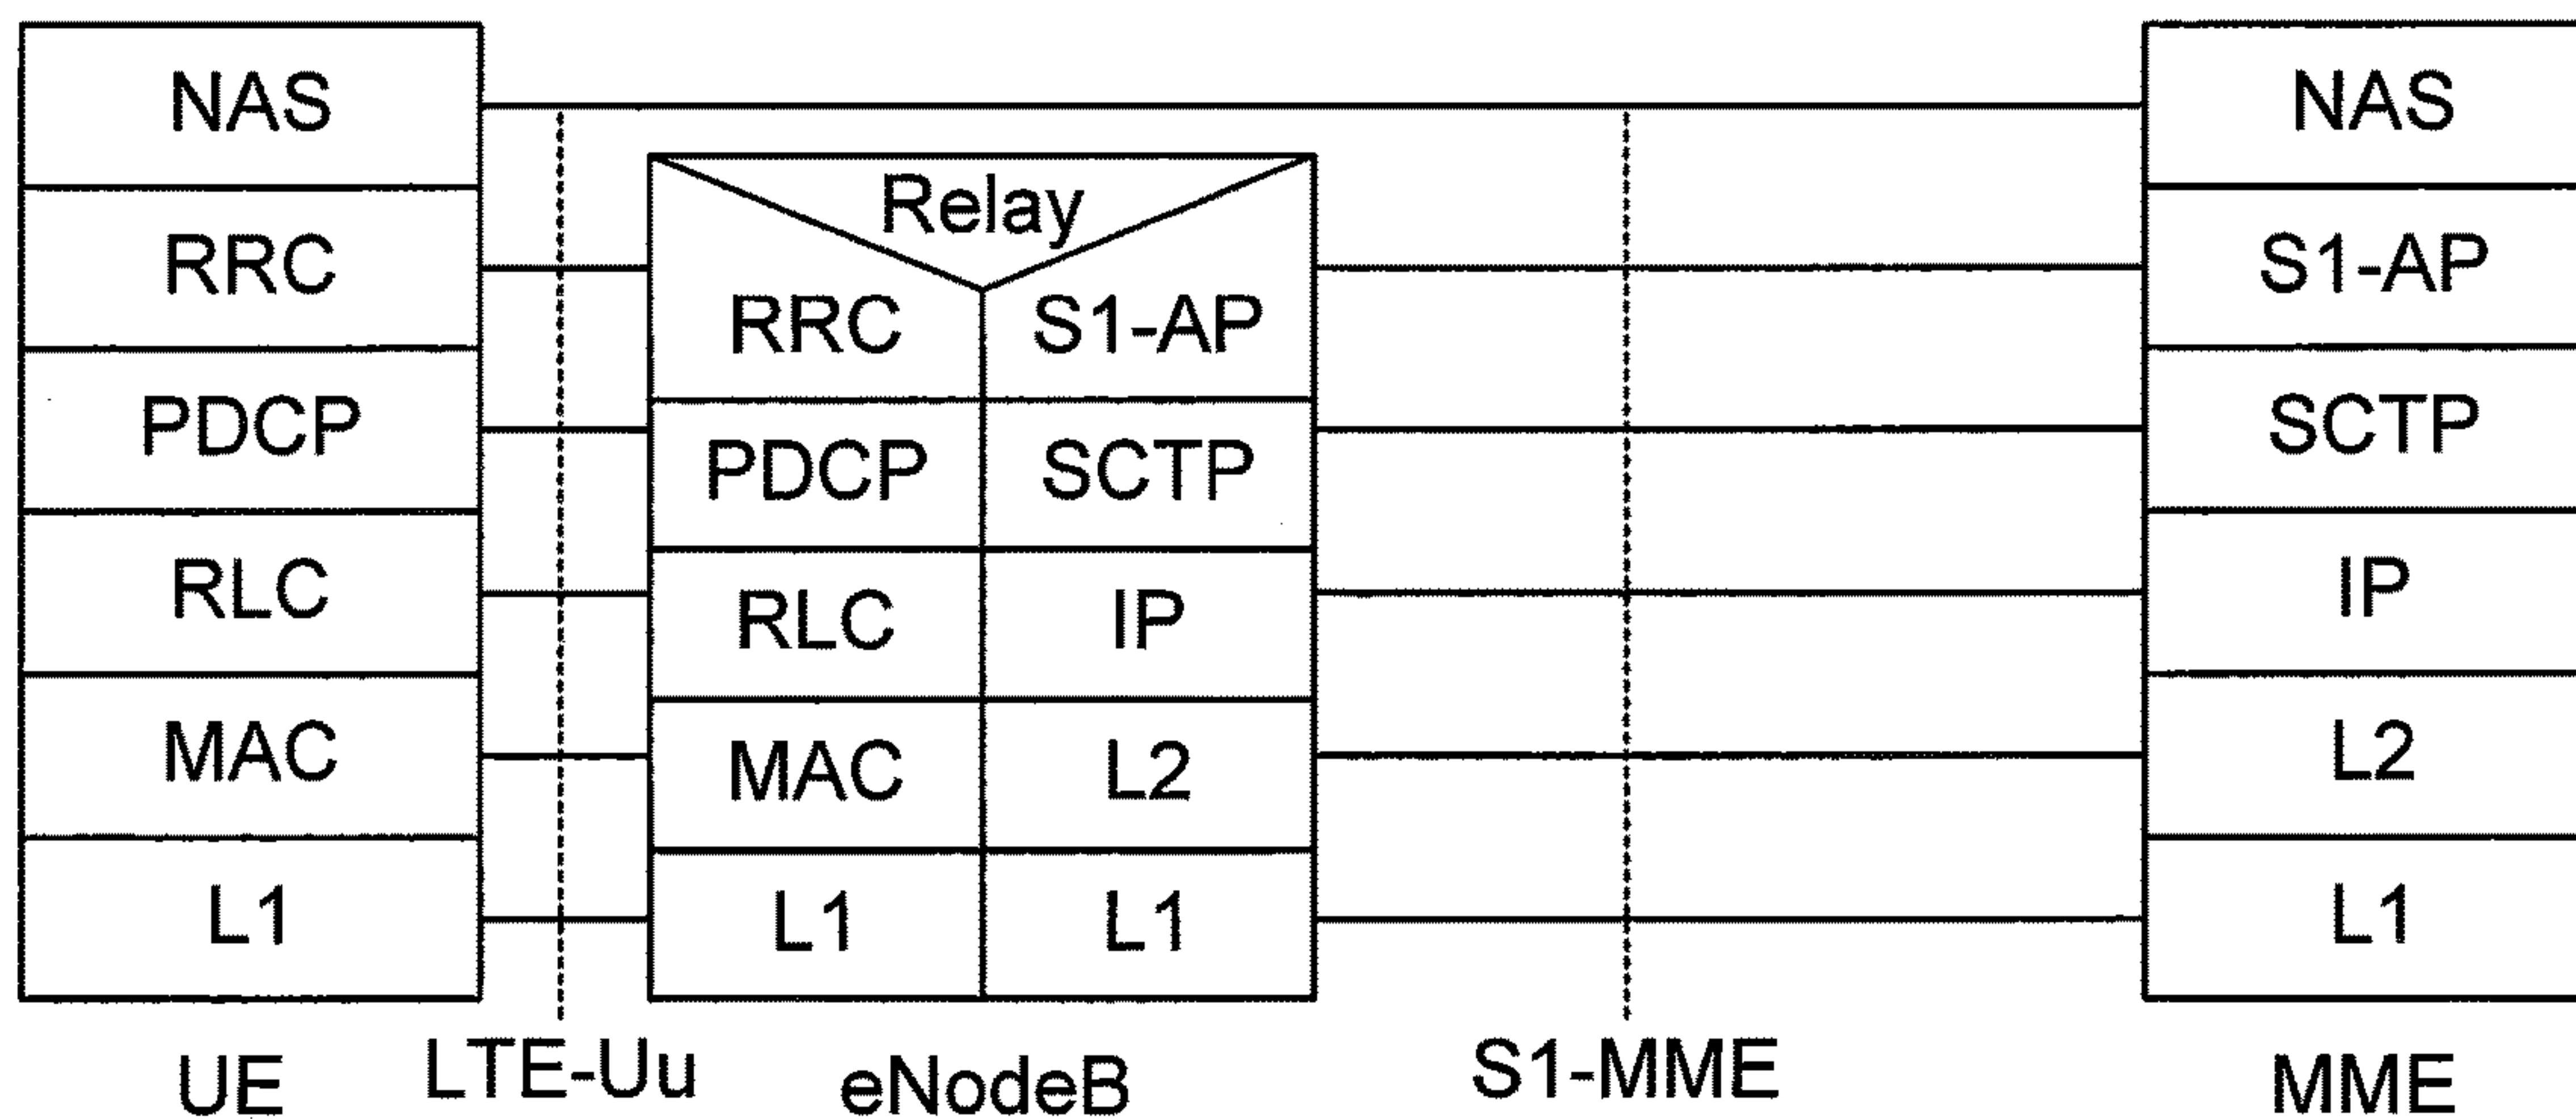 NAS
RRC
PDCP
RLC
MAC
L1
UE
LTE-Uu
Relay
RRC S1-AP
PDCP SCTP
RLC IP
MAC L2
L1 L1
eNodeB
S1-MME
NAS
S1-AP
SCTP
IP
L2
L1
MME